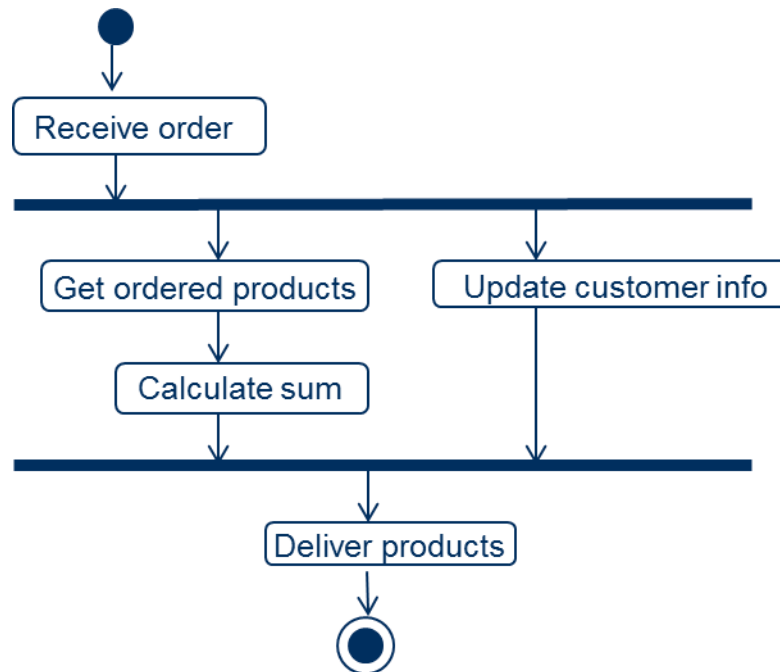 Receive order
Get ordered products
Update customer info
Calculate sum
Deliver products